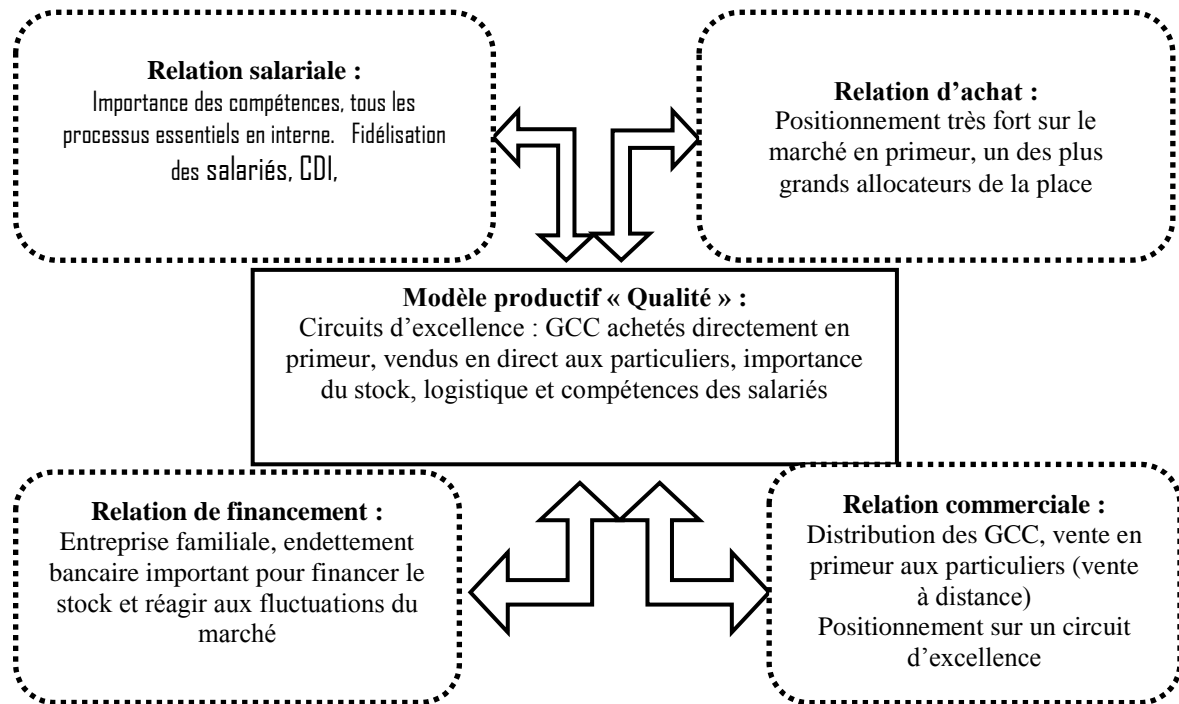 Relation salariale :
Importance des compétences, tous les
processus essentiels en interne. Fidélisation
des salariés, CDI,
Relation d'achat :
Positionnement très fort sur le
marché en primeur, un des plus
grands allocateurs de la place
Modèle productif « Qualité » :
Circuits d'excellence : GCC achetés directement en
primeur, vendus en direct aux particuliers, importance
du stock, logistique et compétences des salariés
Relation de financement :
Entreprise familiale, endettement
bancaire important pour financer le
stock et réagir aux fluctuations du
marché
Relation commerciale :
Distribution des GCC, vente en
primeur aux particuliers (vente
à distance)
Positionnement sur un circuit
d'excellence